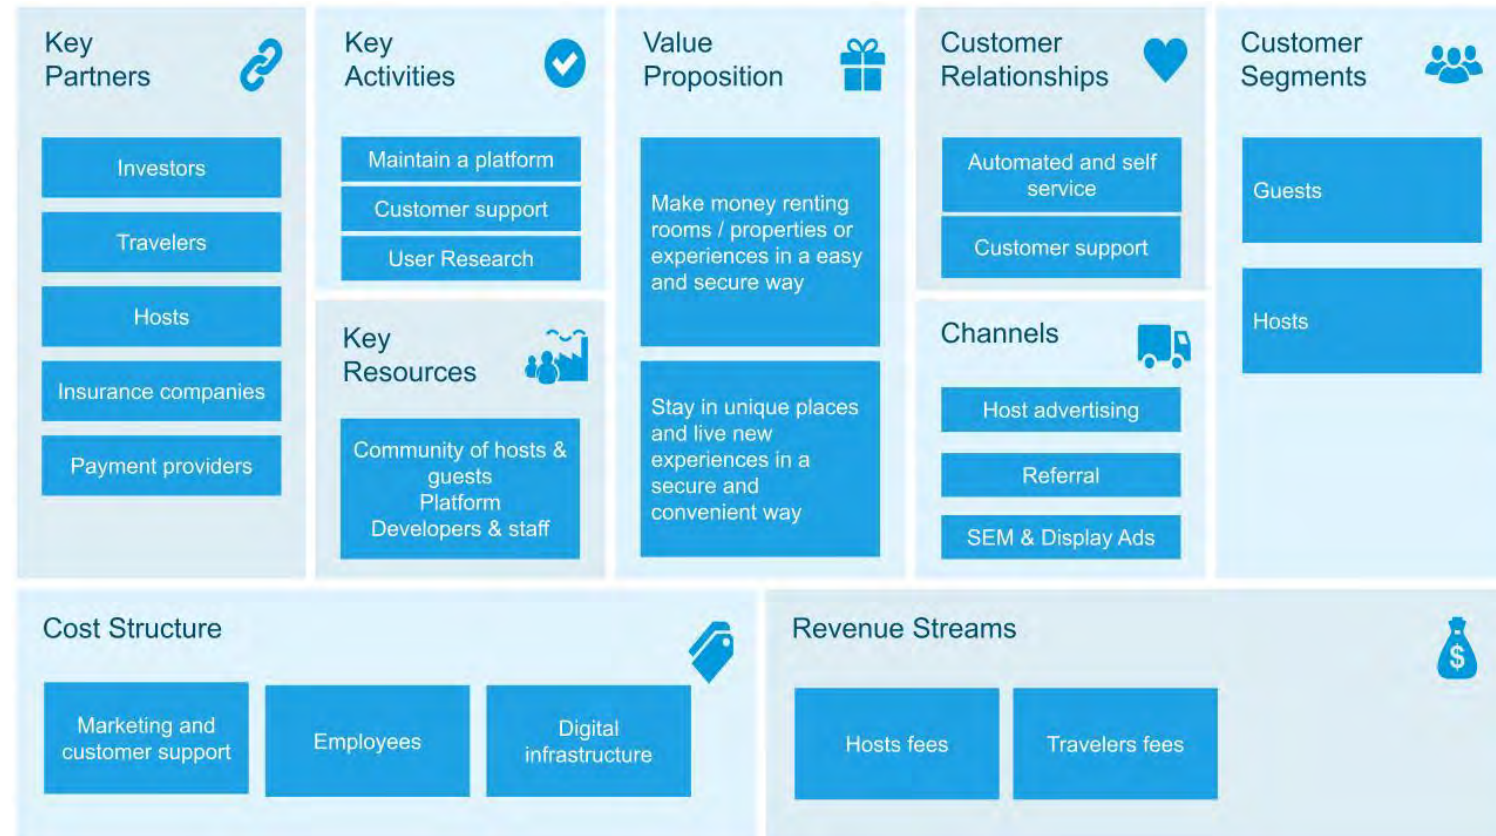 Key
Partners
Investors
Travelers
Hosts
Insurance companies
Payment providers
Key
Activities
Maintain a platform
Customer support
User Research
Key
Resources
Community of hosts &
guests
Platform
Developers & staff
Value
Proposition
Make money renting
rooms / properties or
experiences in a easy
and secure way
Stay in unique places
and live new
experiences in a
secure and
convenient way
Customer
Relationships
Automated and self
service
Customer support
Channels
Host advertising
Referral
SEM & Display Ads
Customer
Segments
Guests
Hosts
Cost Structure
Marketing and
customer support
Employees
Digital
infrastructure
Revenue Streams
$
Hosts fees
Travelers fees